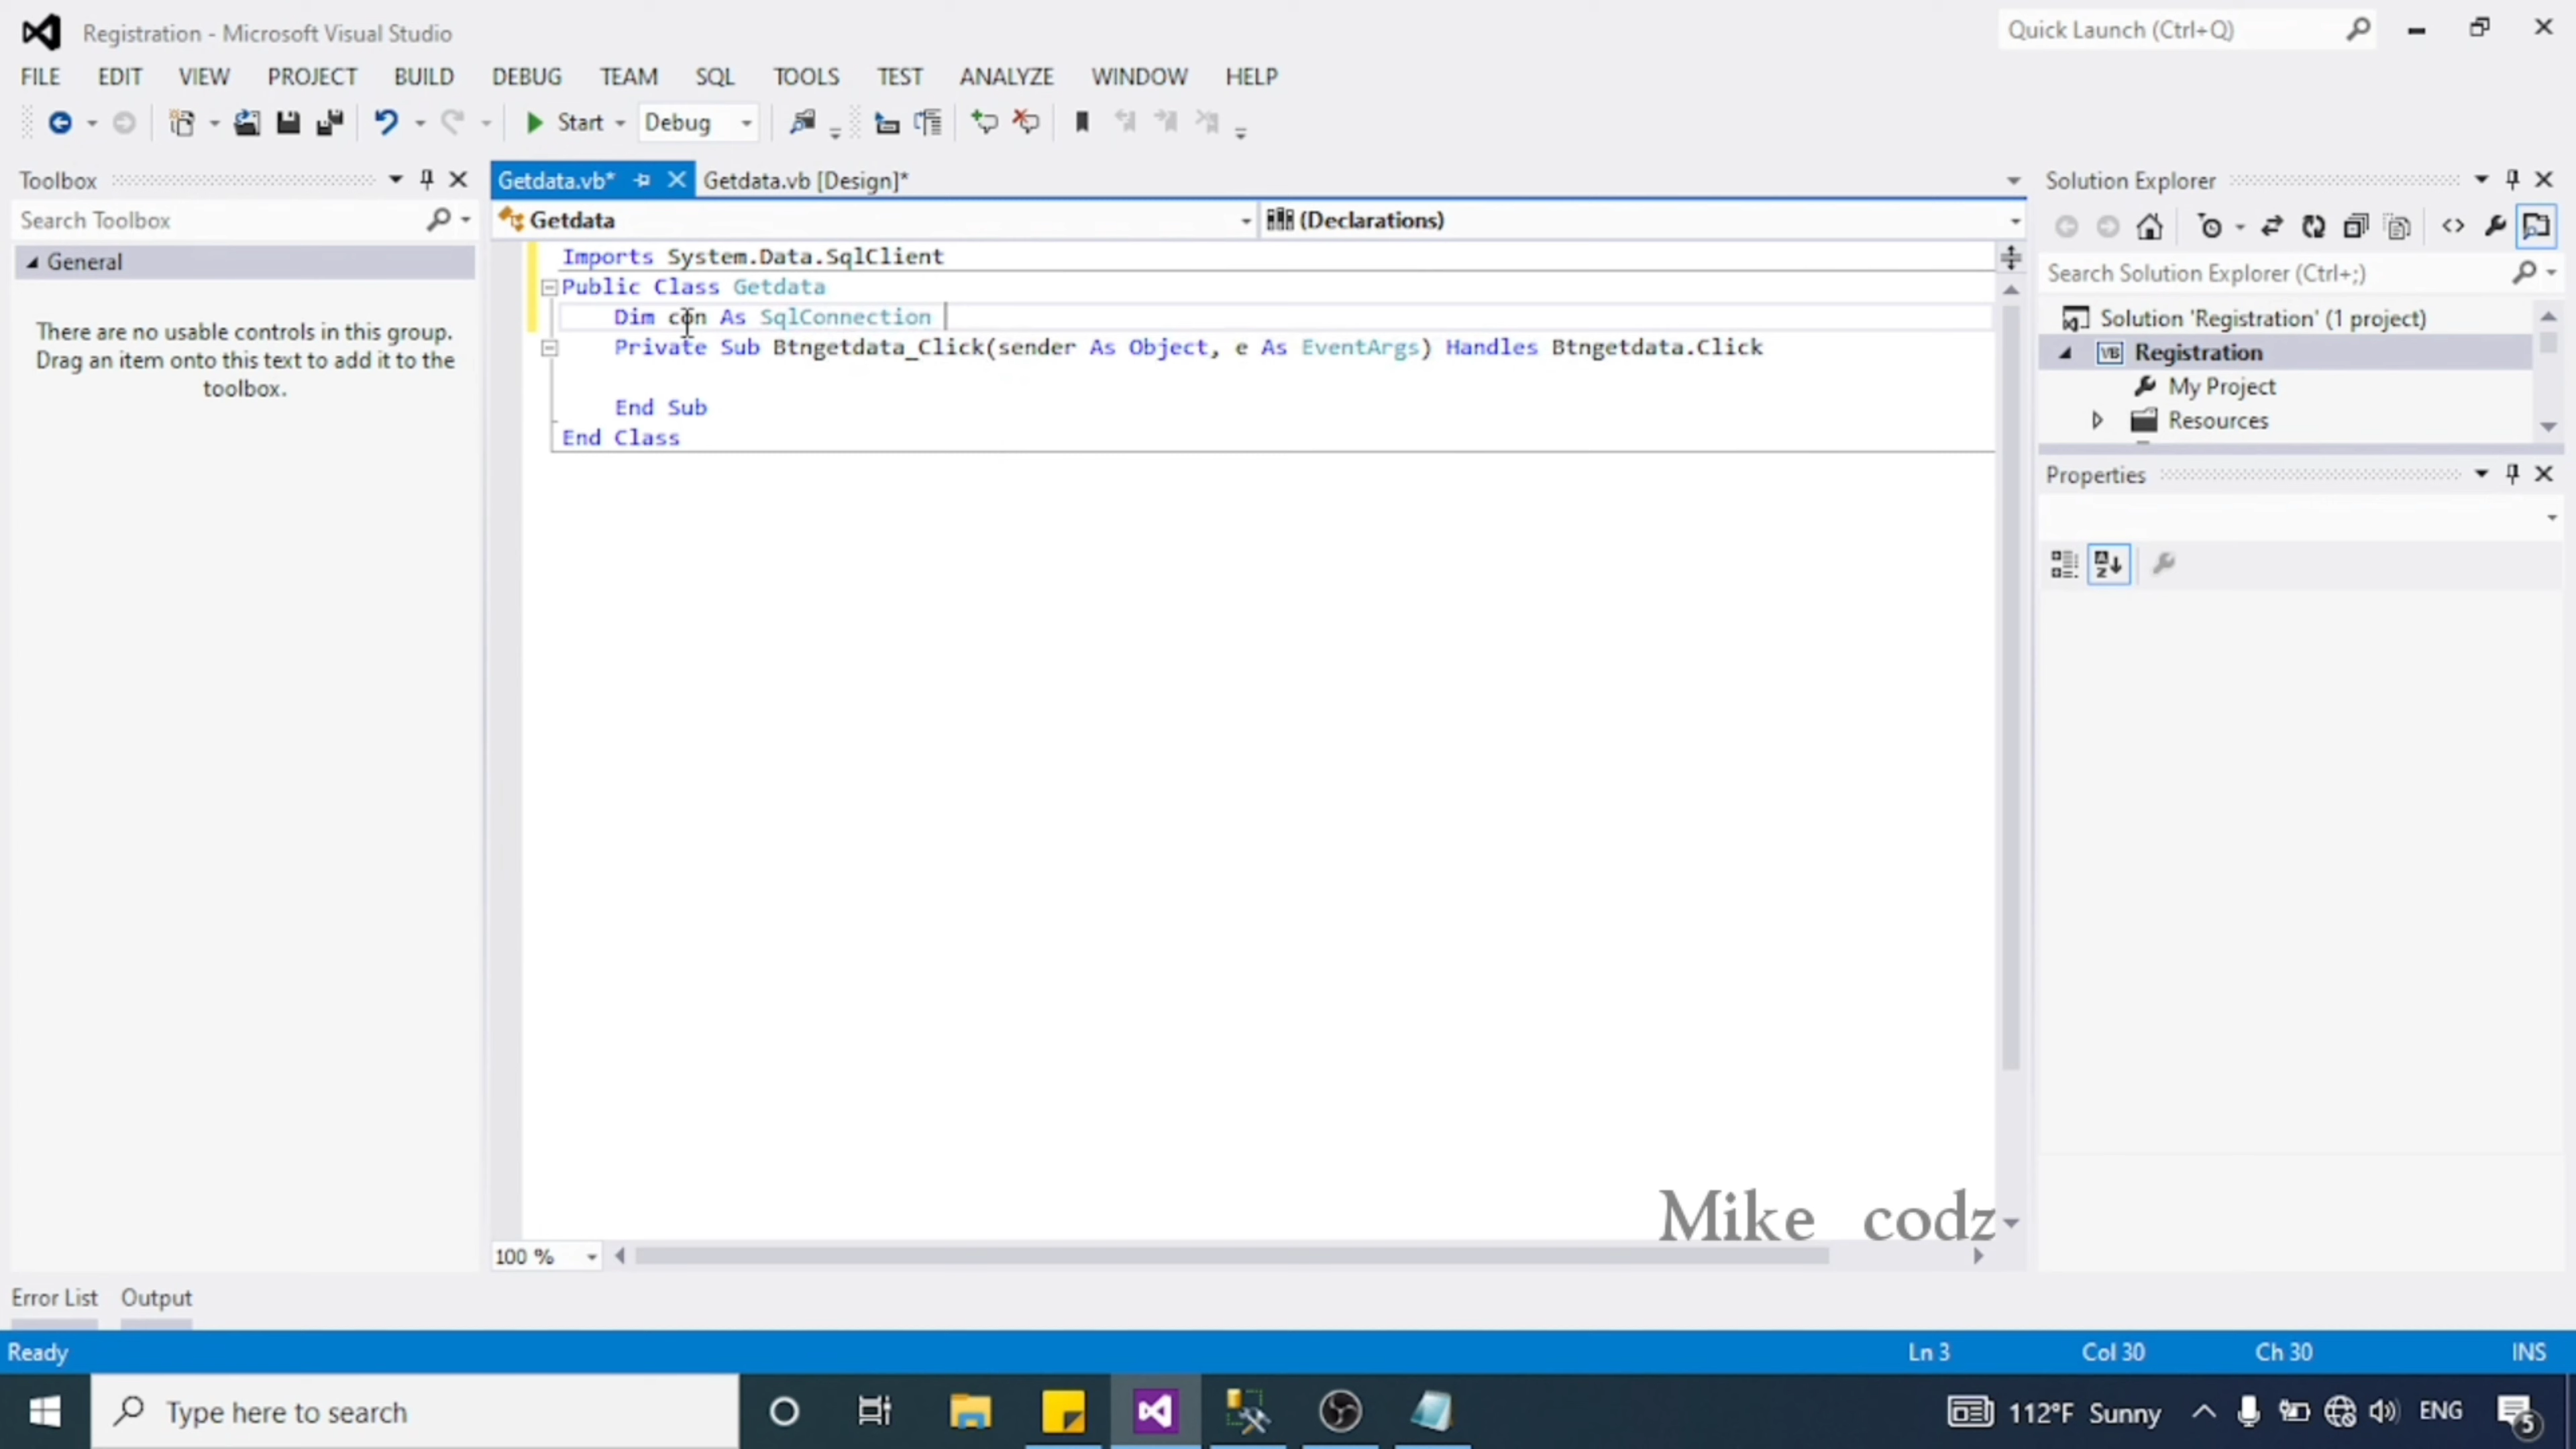 Registration - Microsoft Visual Studio
Quick Launch (Ctrl+Q)
FILE EDIT VIEW PROJECT BUILD DEBUG TEAM SQL TOOLS TEST ANALYZE WINDOW HELP
Start Debug
Toolbox
Search Toolbox
General
There are no usable controls in this group.
Drag an item onto this text to add it to the
toolbox.
Getdata.vb* Getdata.vb [Design]*
Getdata (Declarations)
Imports System.Data.SqlClient
Public Class Getdata
Dim con As SqlConnection
Private Sub Btngetdata_Click(sender As Object, e As EventArgs) Handles Btngetdata.Click
End Sub
End Class
Solution Explorer
Search Solution Explorer (Ctrl+;)
Solution 'Registration' (1 project)
VB Registration
My Project
Resources
Properties
Mike codz
100 %
Error List Output
Ready Ln 3 Col 30 Ch 30 INS
Type here to search
112°F Sunny ENG 5